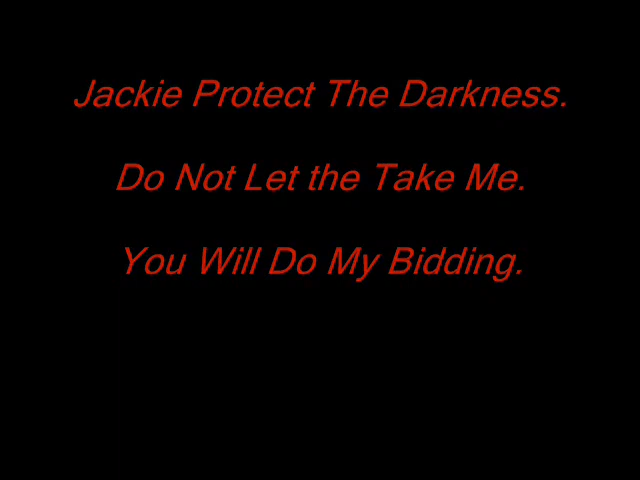 Jackie Protect The Darkness.
Do Not Let the Take Me.
You Will Do My Bidding.